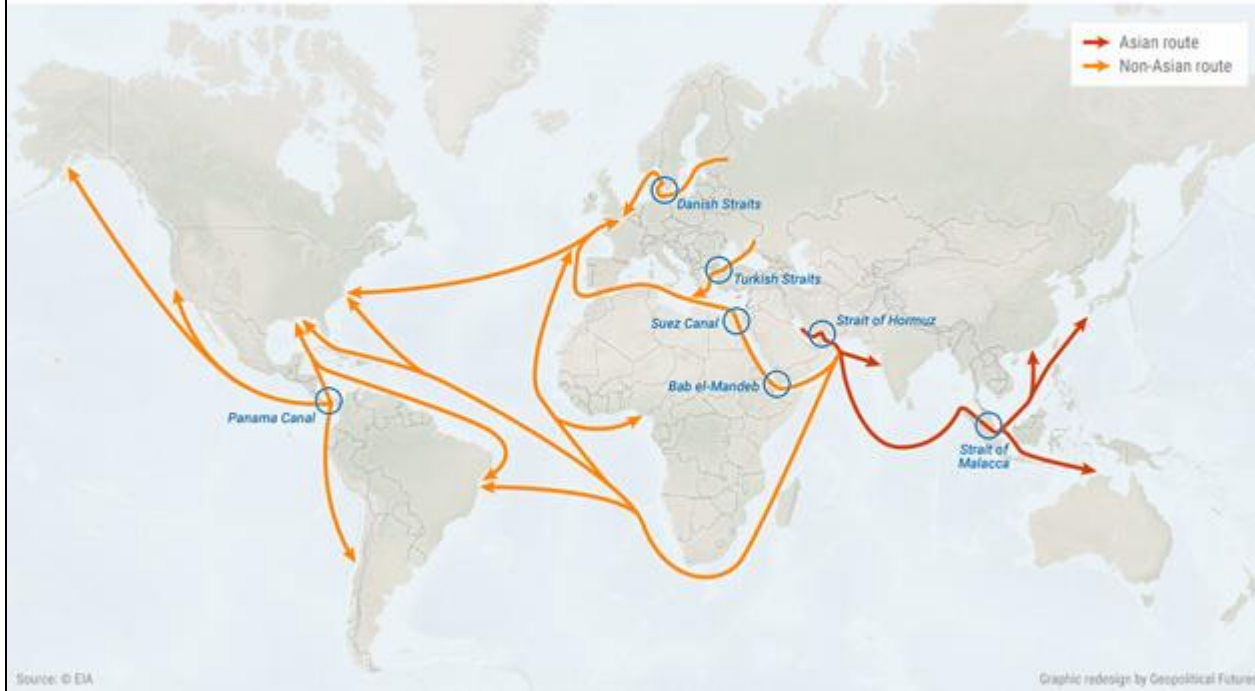 Asian route
Non-Asian route
Danish Straits
Turkish Straits
Suez Canal
Strait of Hormuz
Bab el-Mandeb
Panama Canal
Strait of
Malacca
Source: © EIA
Graphic redesign by Geopolitical Futures